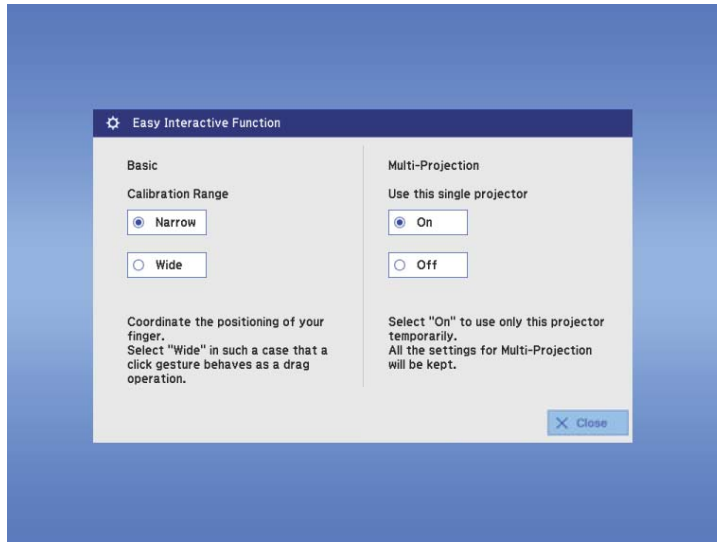 Easy Interactive Function
Basic
Calibration Range
Narrow
Wide
Coordinate the positioning of your
finger.
Select "Wide" in such a case that a
click gesture behaves as a drag
operation.
Multi-Projection
Use this single projector
On
Off
Select "On" to use only this projector
temporarily.
All the settings for Multi-Projection
will be kept.
Close